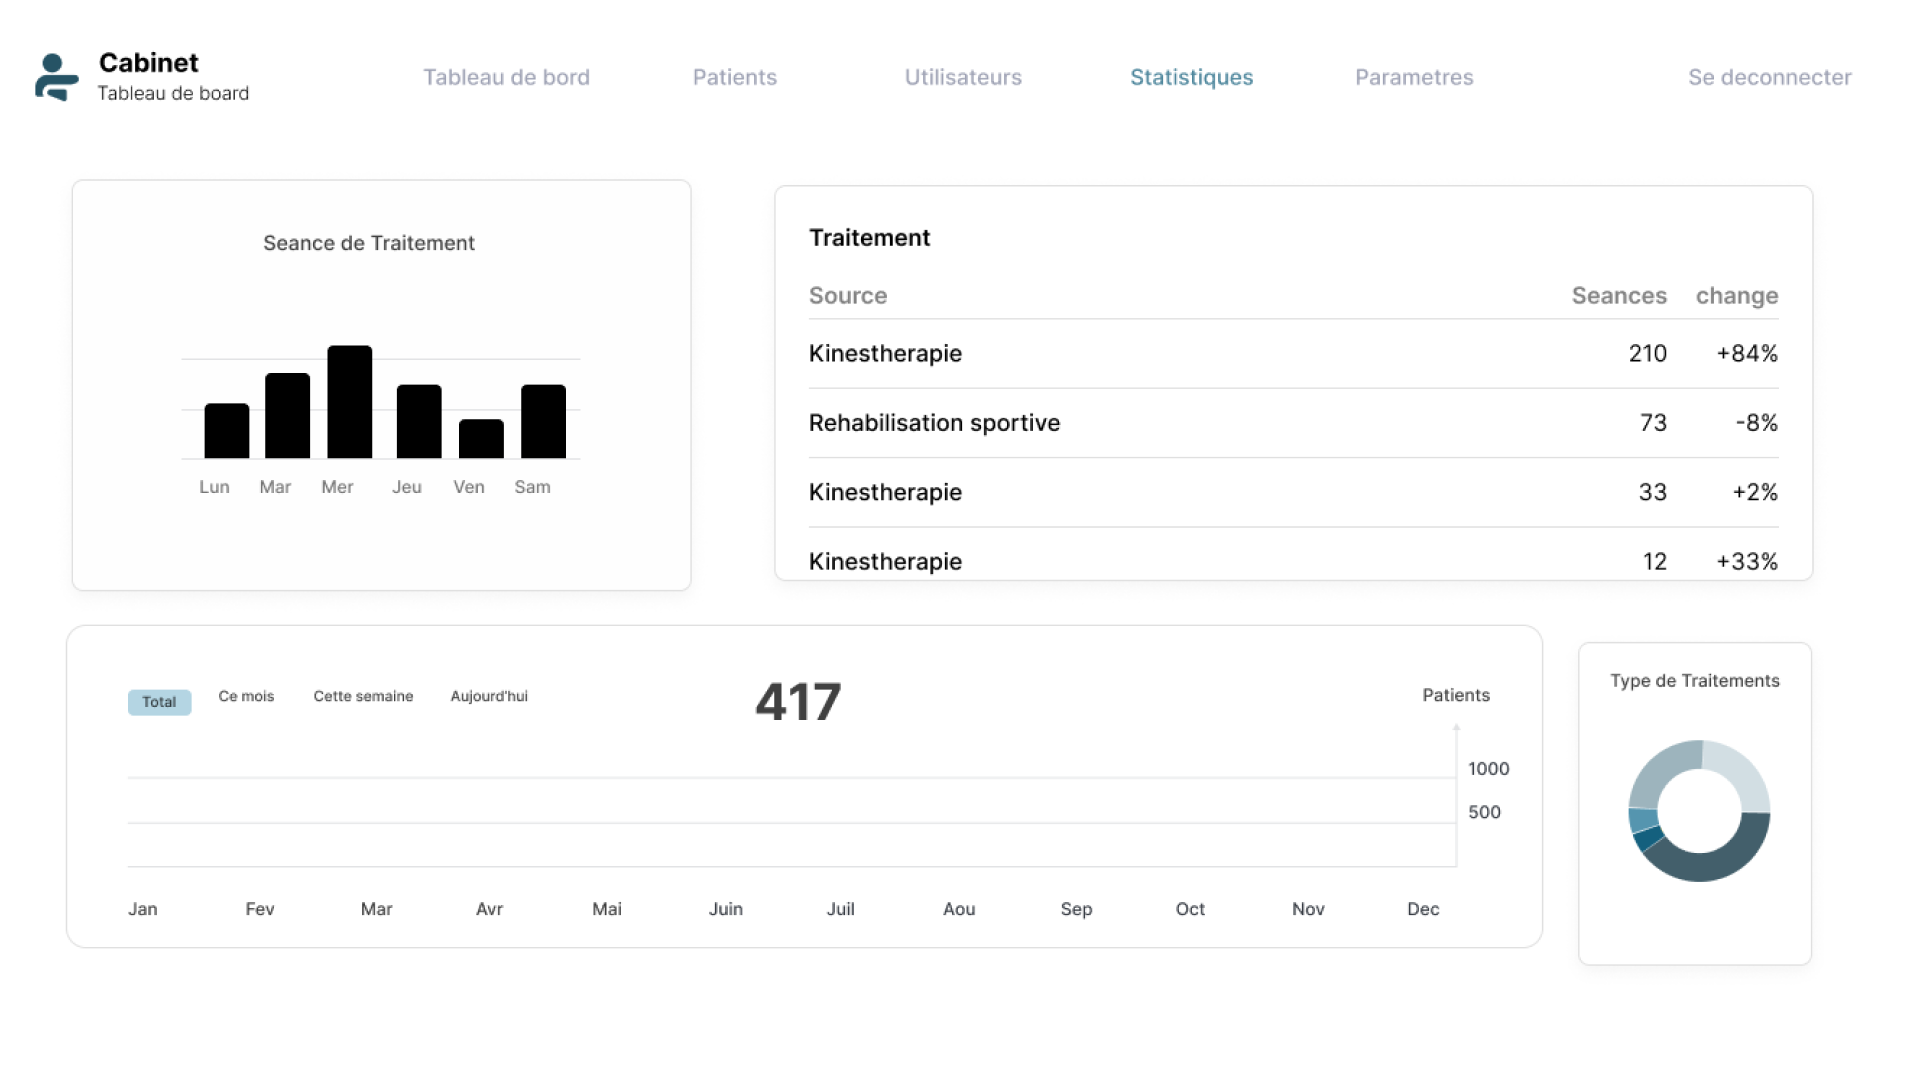 Cabinet
Tableau de board
Tableau de bord
Patients
Utilisateurs
Statistiques
Parametres
Se deconnecter
Seance de Traitement
Lun Mar Mer Jeu Ven Sam
Traitement
Source Seances change
Kinestherapie 210 +84%
Rehabilisation sportive 73 -8%
Kinestherapie 33 +2%
Kinestherapie 12 +33%
Total Ce mois Cette semaine Aujourd'hui
417
Patients
1000
500
Jan Fev Mar Avr Mai Juin Juil Aou Sep Oct Nov Dec
Type de Traitements